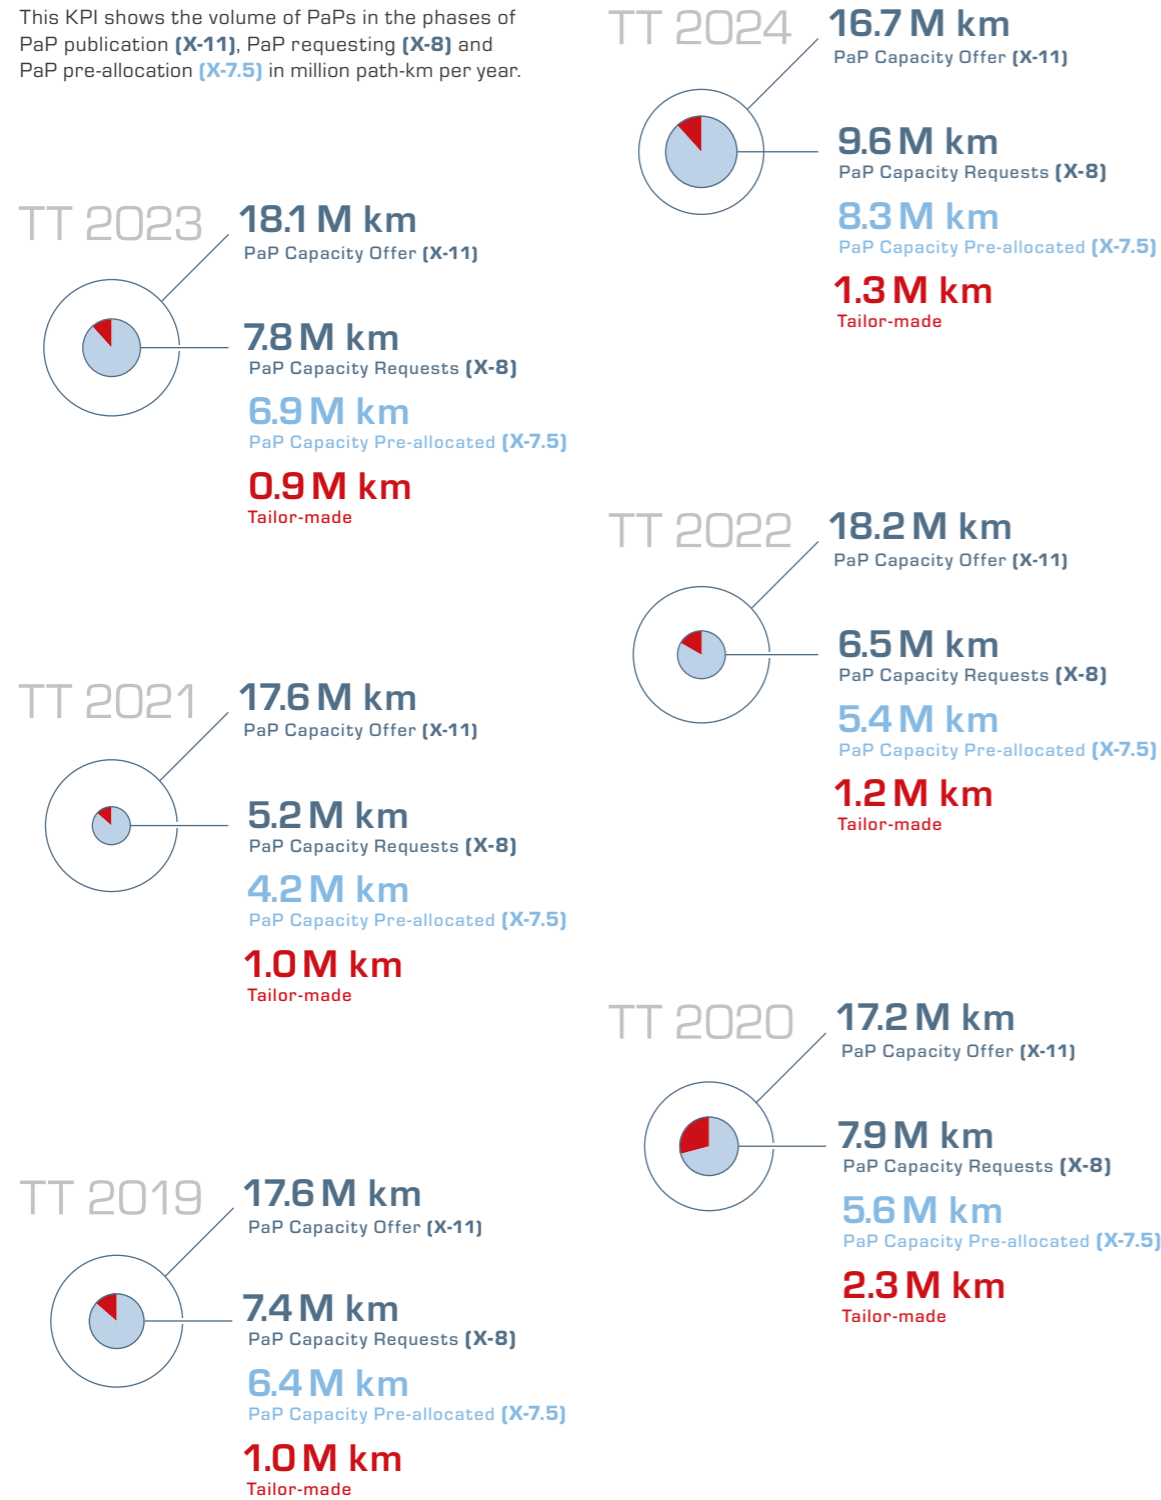 This KPI shows the volume of PaPs in the phases of
PaP publication (X-11), PaP requesting (X-8) and
PaP pre-allocation (X-7.5) in million path-km per year.
TT 2024
16.7 M km
PaP Capacity Offer (X-11)
9.6 M km
PaP Capacity Requests (X-8)
8.3 M km
PaP Capacity Pre-allocated (X-7.5)
1.3 M km
Tailor-made
TT 2023
18.1 M km
PaP Capacity Offer (X-11)
7.8 M km
PaP Capacity Requests (X-8)
6.9 M km
PaP Capacity Pre-allocated (X-7.5)
0.9 M km
Tailor-made
TT 2022
18.2 M km
PaP Capacity Offer (X-11)
6.5 M km
PaP Capacity Requests (X-8)
5.4 M km
PaP Capacity Pre-allocated (X-7.5)
1.2 M km
Tailor-made
TT 2021
17.6 M km
PaP Capacity Offer (X-11)
5.2 M km
PaP Capacity Requests (X-8)
4.2 M km
PaP Capacity Pre-allocated (X-7.5)
1.0 M km
Tailor-made
TT 2020
17.2 M km
PaP Capacity Offer (X-11)
7.9 M km
PaP Capacity Requests (X-8)
5.6 M km
PaP Capacity Pre-allocated (X-7.5)
2.3 M km
Tailor-made
TT 2019
17.6 M km
PaP Capacity Offer (X-11)
7.4 M km
PaP Capacity Requests (X-8)
6.4 M km
PaP Capacity Pre-allocated (X-7.5)
1.0 M km
Tailor-made